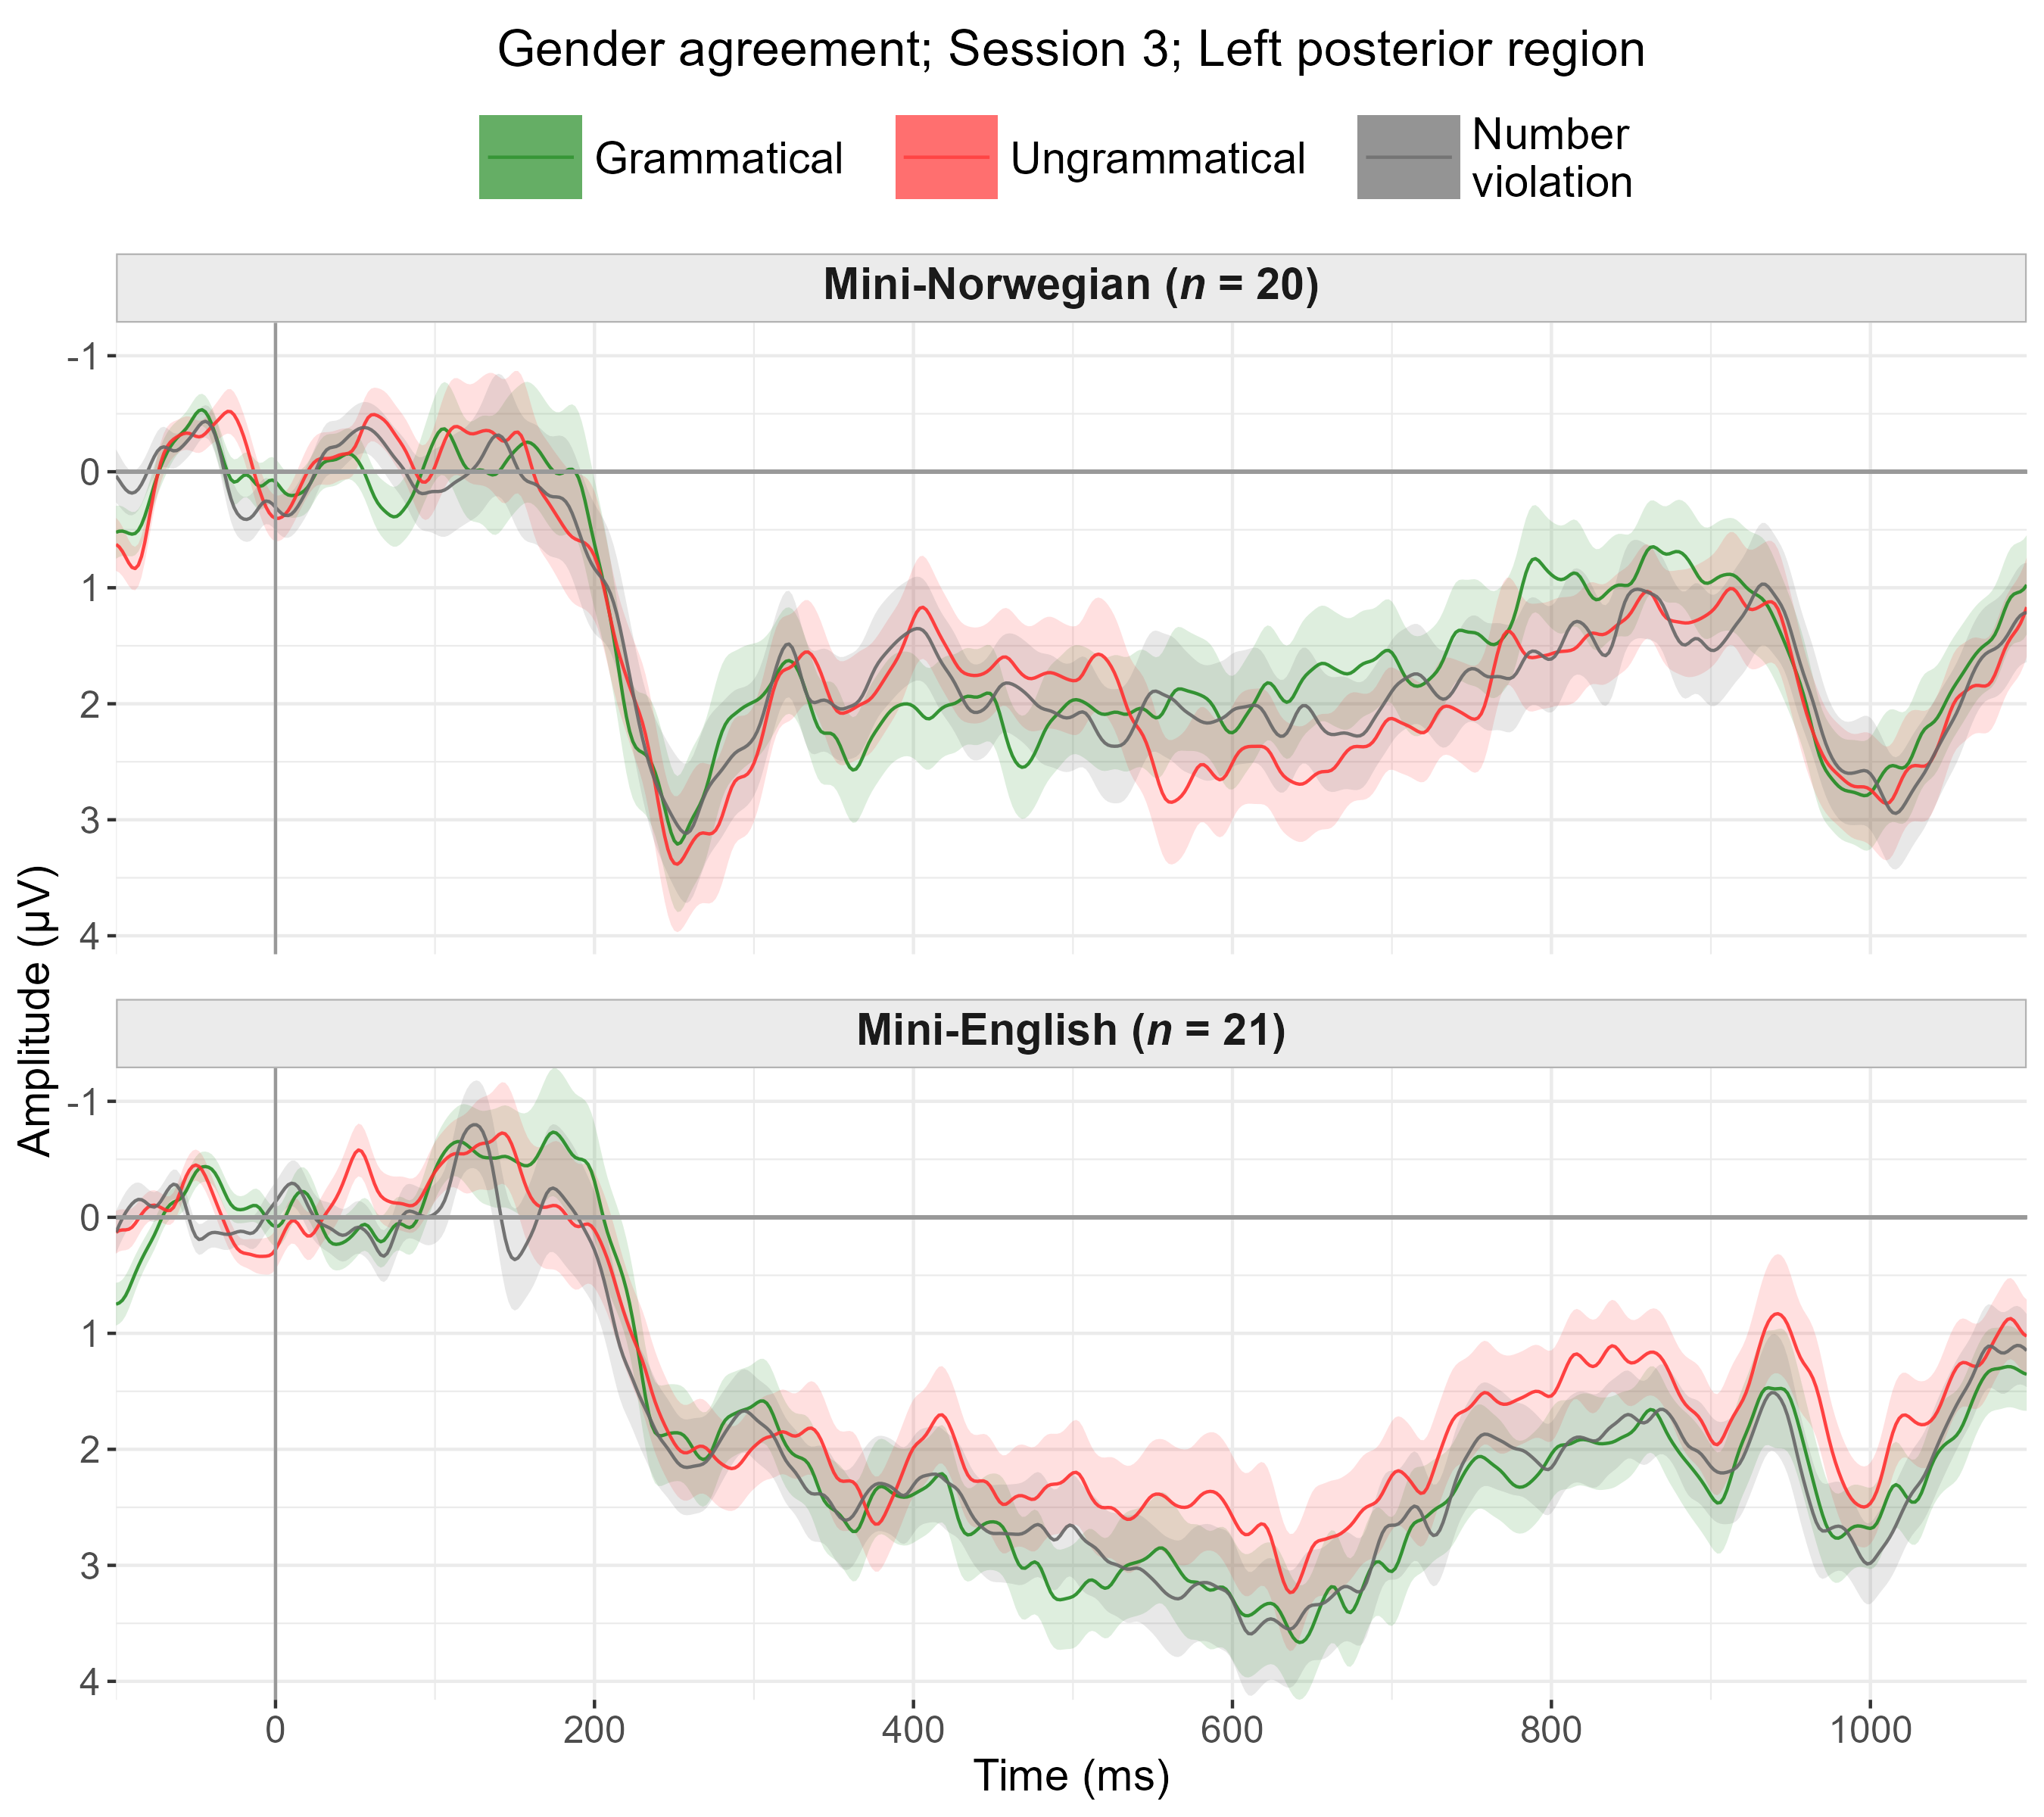 Gender agreement; Session 3; Left posterior region
Grammatical
Ungrammatical
Number
violation
Mini-Norwegian (n = 20)
-1
0
1
2
3
4
Amplitude (µV)
Mini-English (n = 21)
-1
0
1
2
3
4
0 200 400 600 800 1000
Time (ms)